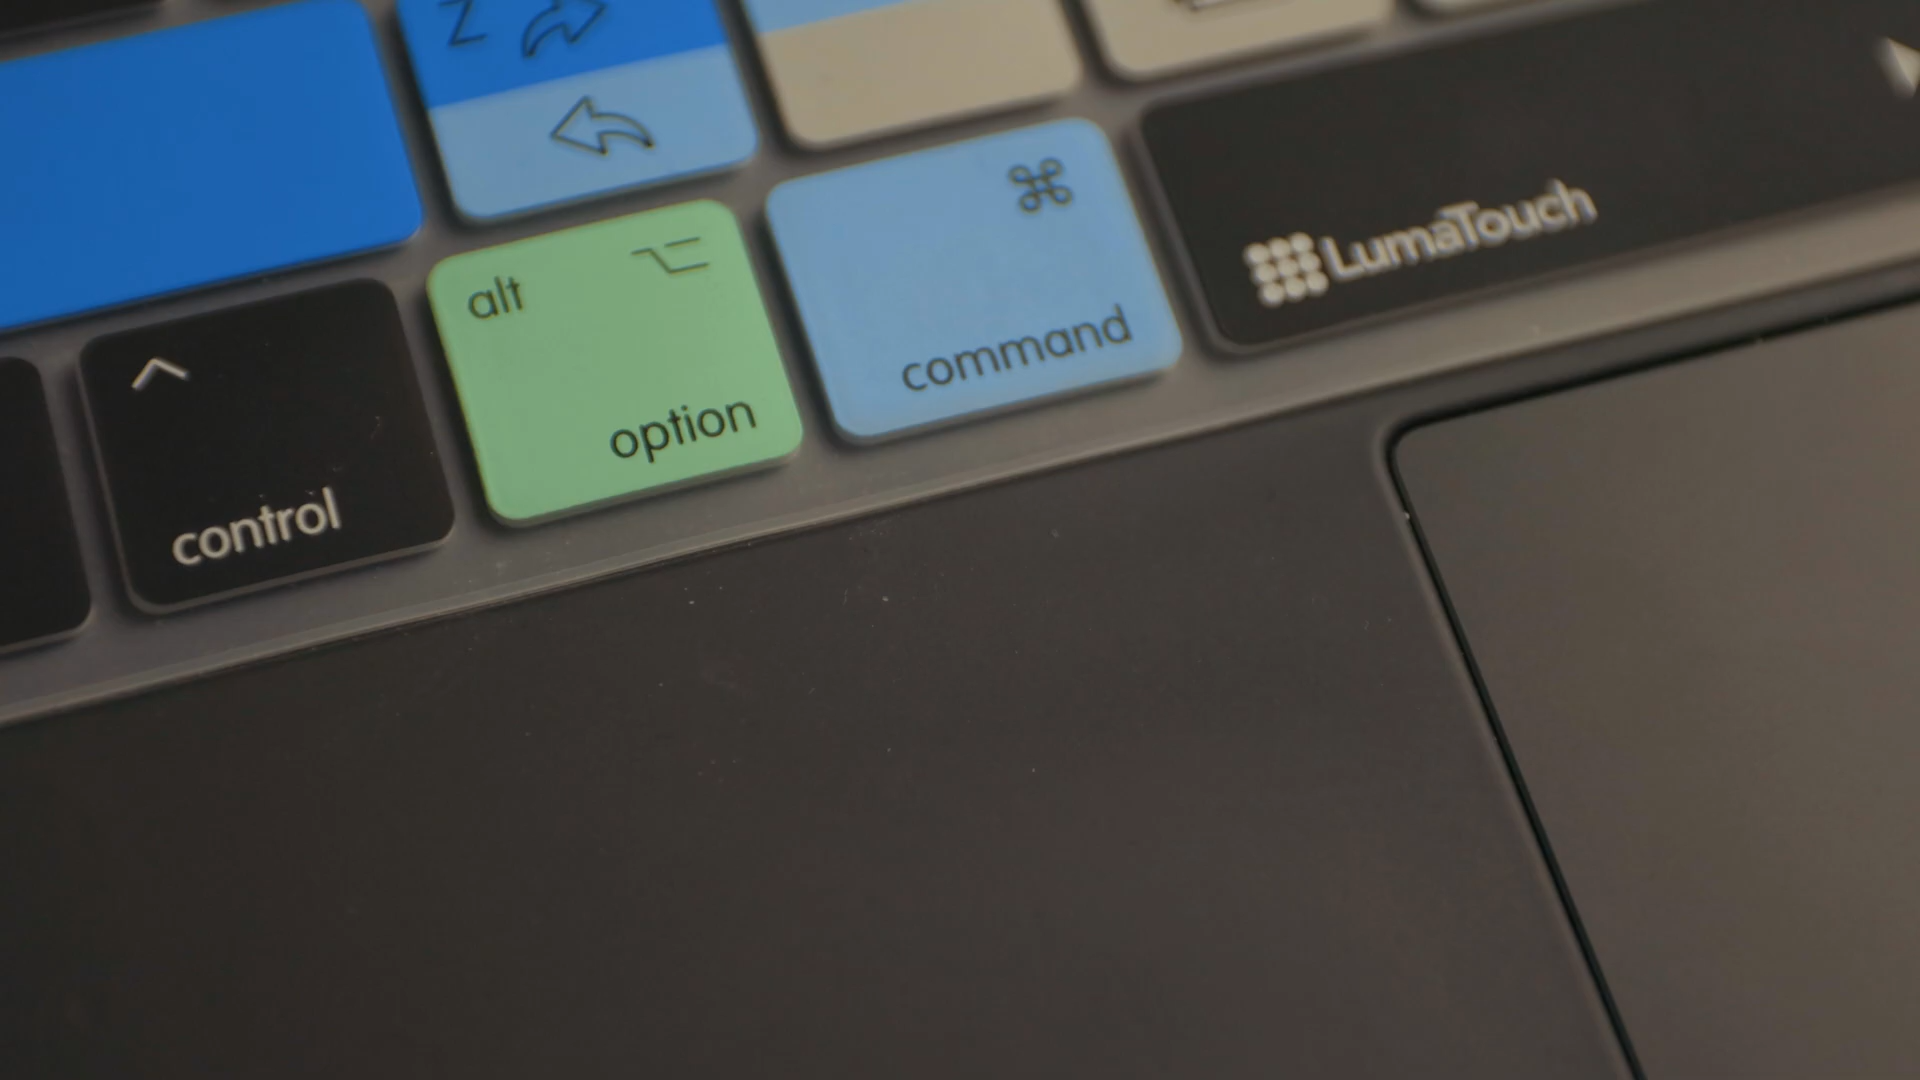 Z
alt
option
command
control
LumaTouch